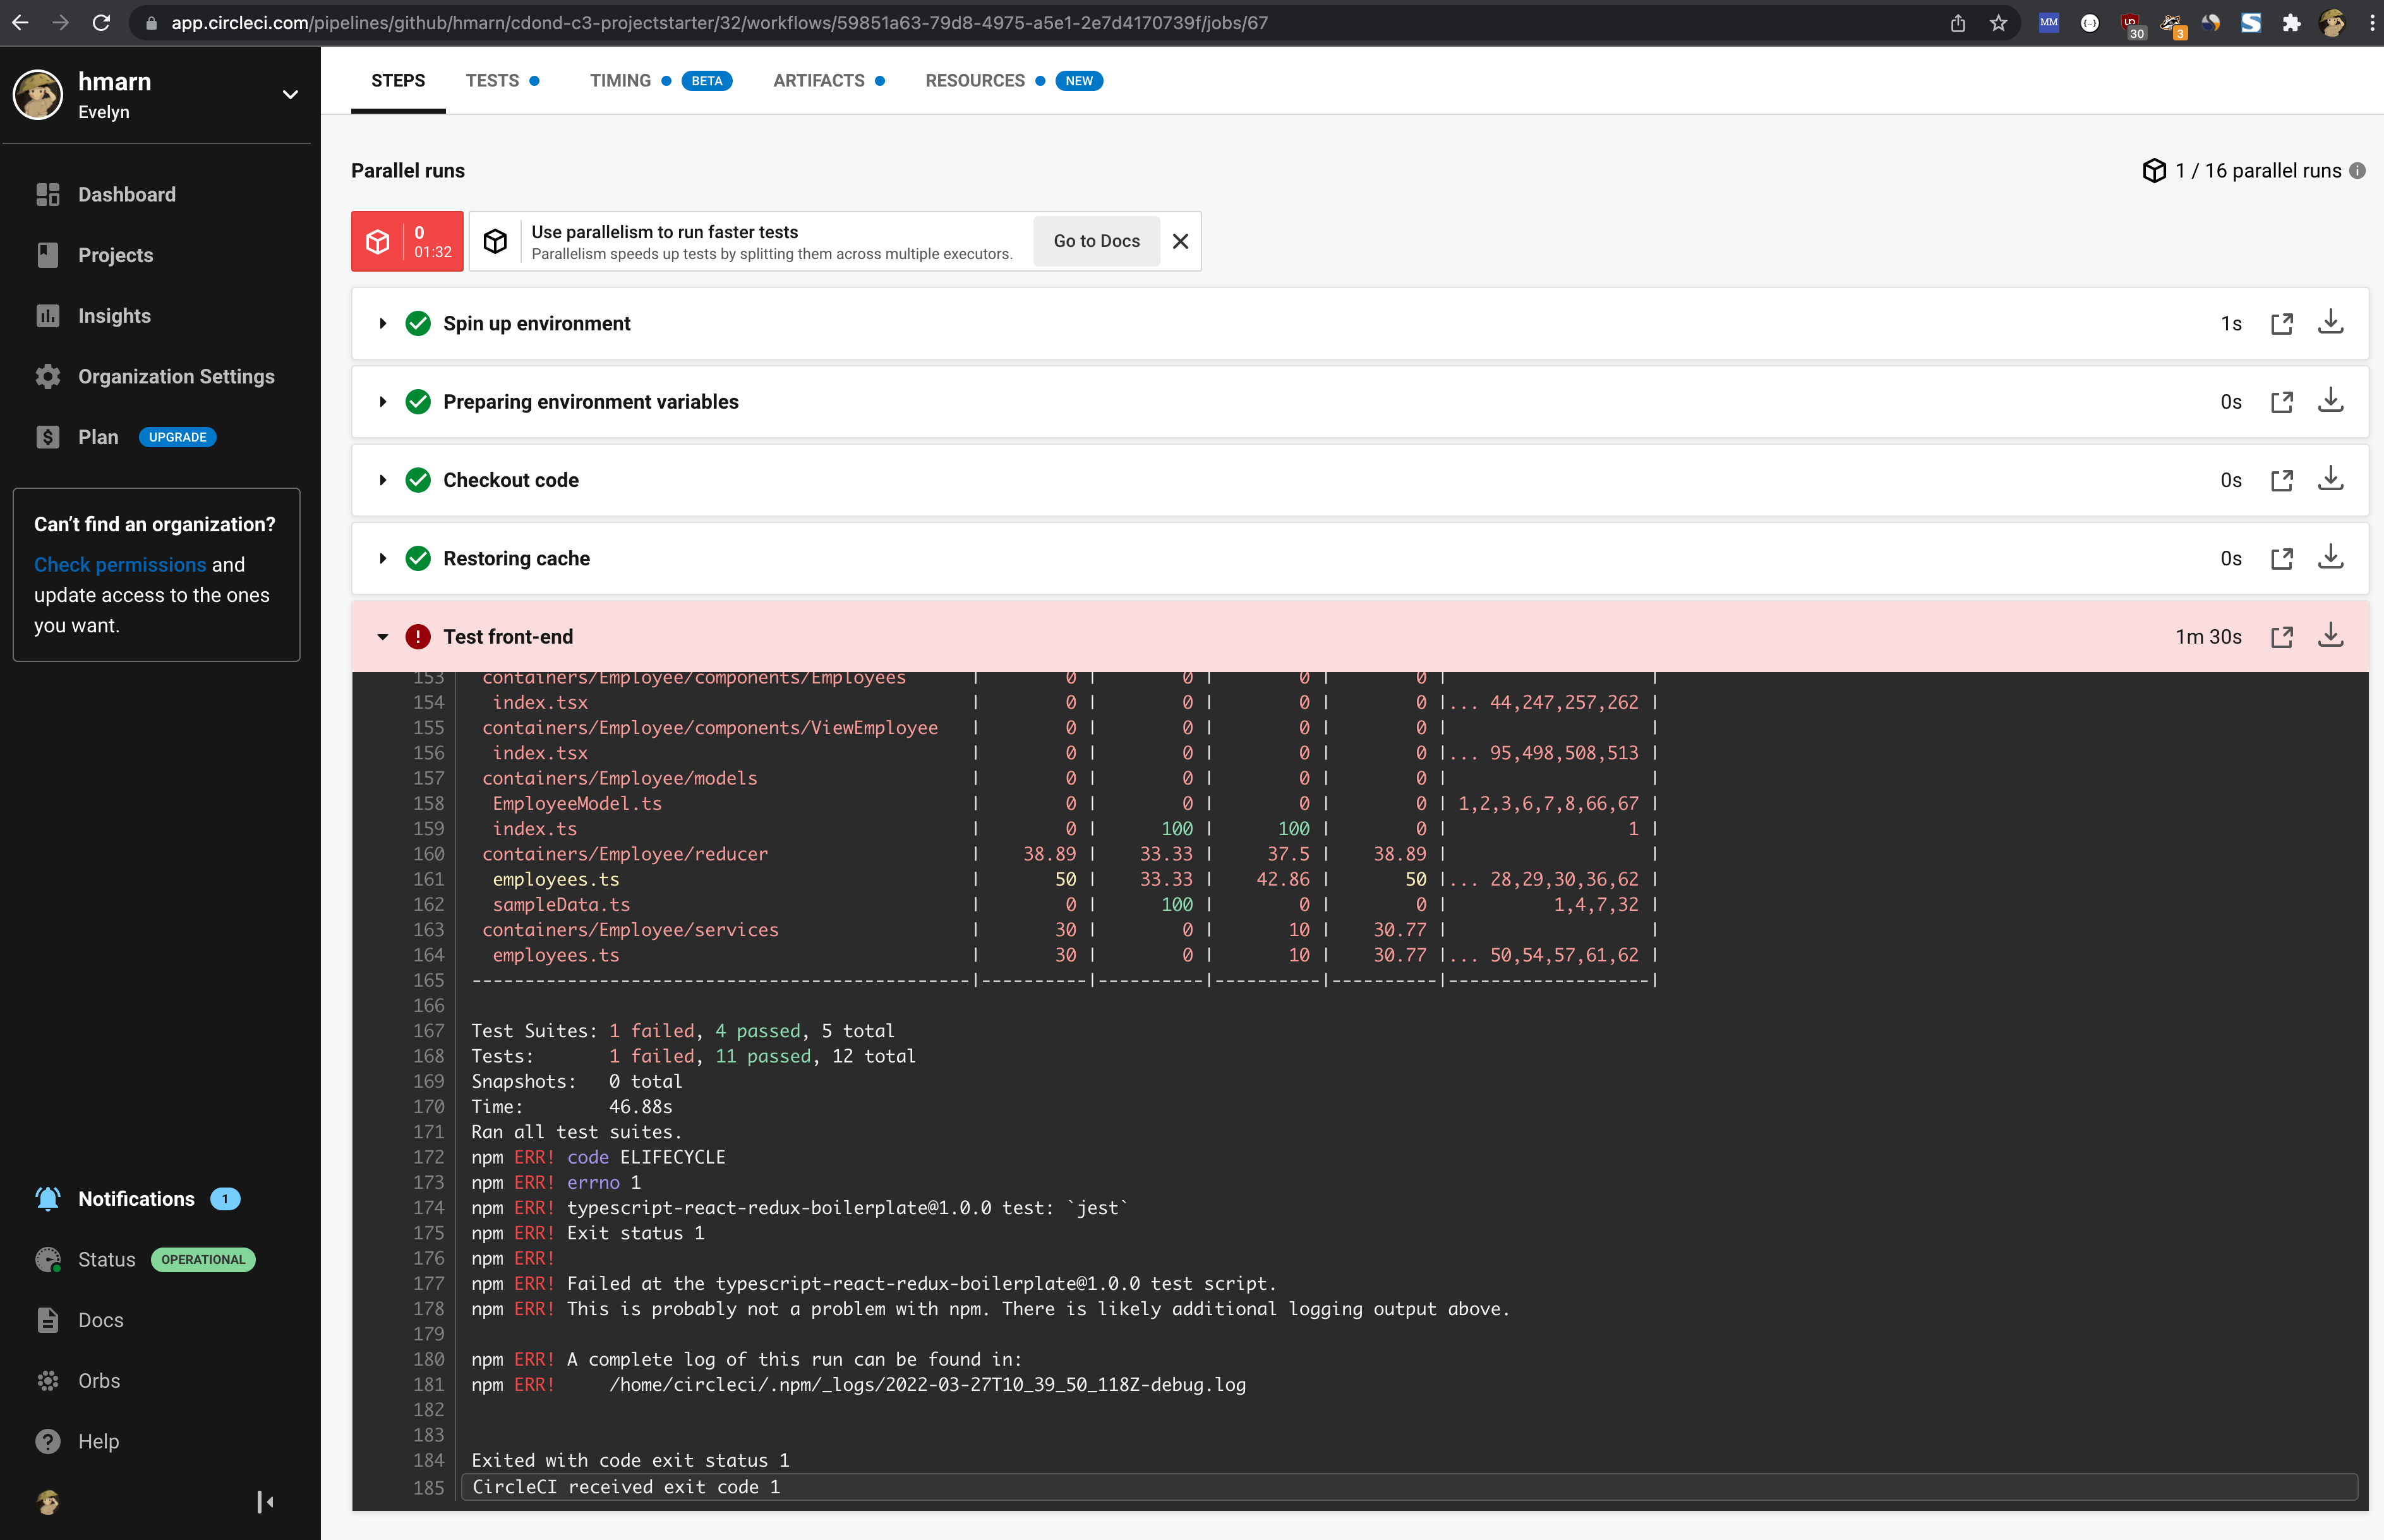 app.circleci.com/pipelines/github/hmarn/cdond-c3-projectstarter/32/workflows/59851a63-79d8-4975-a5e1-2e7d4170739f/jobs/67
MM
30
3
hmarn
Evelyn
Dashboard
Projects
Insights
Organization Settings
Plan UPGRADE
Can't find an organization?
Check permissions and
update access to the ones
you want.
Notifications 1
Status OPERATIONAL
Docs
Orbs
Help
STEPS TESTS TIMING BETA ARTIFACTS RESOURCES NEW
Parallel runs
1 / 16 parallel runs
0
01:32
Use parallelism to run faster tests
Parallelism speeds up tests by splitting them across multiple executors.
Go to Docs
Spin up environment 1s
Preparing environment variables 0s
Checkout code 0s
Restoring cache 0s
Test front-end 1m 30s
153 containers/Employee/components/Employees | 0 | 0 | 0 | 0 | |
154 index.tsx | 0 | 0 | 0 | 0 |... 44,247,257,262 |
155 containers/Employee/components/ViewEmployee | 0 | 0 | 0 | 0 | |
156 index.tsx | 0 | 0 | 0 | 0 |... 95,498,508,513 |
157 containers/Employee/models | 0 | 0 | 0 | 0 | |
158 EmployeeModel.ts | 0 | 0 | 0 | 0 | 1,2,3,6,7,8,66,67 |
159 index.ts | 0 | 100 | 100 | 0 | 1 |
160 containers/Employee/reducer | 38.89 | 33.33 | 37.5 | 38.89 | |
161 employees.ts | 50 | 33.33 | 42.86 | 50 |... 28,29,30,36,62 |
162 sampleData.ts | 0 | 100 | 0 | 0 | 1,4,7,32 |
163 containers/Employee/services | 30 | 0 | 10 | 30.77 | |
164 employees.ts | 30 | 0 | 10 | 30.77 |... 50,54,57,61,62 |
165 -----------------------------------------------|----------|----------|----------|----------|-------------------|
166
167 Test Suites: 1 failed, 4 passed, 5 total
168 Tests: 1 failed, 11 passed, 12 total
169 Snapshots: 0 total
170 Time: 46.88s
171 Ran all test suites.
172 npm ERR! code ELIFECYCLE
173 npm ERR! errno 1
174 npm ERR! typescript-react-redux-boilerplate@1.0.0 test: `jest`
175 npm ERR! Exit status 1
176 npm ERR!
177 npm ERR! Failed at the typescript-react-redux-boilerplate@1.0.0 test script.
178 npm ERR! This is probably not a problem with npm. There is likely additional logging output above.
179
180 npm ERR! A complete log of this run can be found in:
181 npm ERR! /home/circleci/.npm/_logs/2022-03-27T10_39_50_118Z-debug.log
182
183
184 Exited with code exit status 1
185 CircleCI received exit code 1